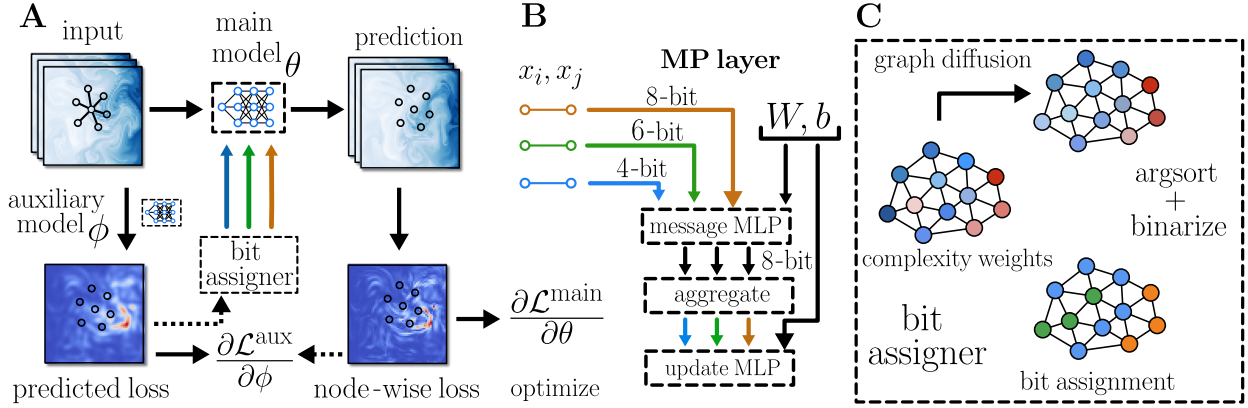 A
input
main
model θ
prediction
auxiliary
model ϕ
bit
assigner
predicted loss
∂ℒ^aux
∂ϕ
node-wise loss
∂ℒ^main
∂θ
optimize
B
x_i, x_j
MP layer
8-bit
W, b
6-bit
4-bit
message MLP
8-bit
aggregate
update MLP
C
graph diffusion
argsort
+
binarize
complexity weights
bit
assigner
bit assignment